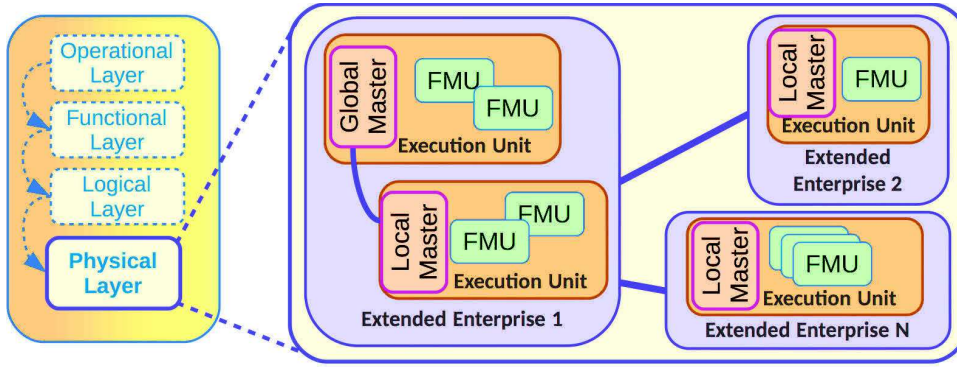 Operational
Layer
Functional
Layer
Logical
Layer
Physical
Layer
Global
Master
FMU
FMU
Execution Unit
Local
Master
FMU
FMU
Execution Unit
Extended Enterprise 1
Local
Master
FMU
Execution Unit
Extended
Enterprise 2
Local
Master
FMU
Execution Unit
Extended Enterprise N